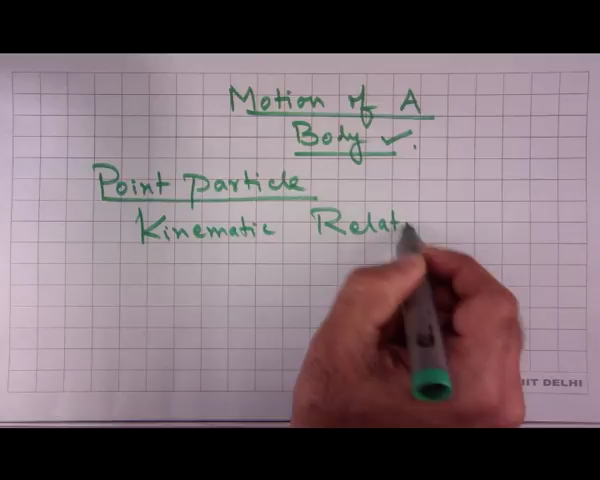 Motion of A
Body ✓.
Point particle
Kinematic Relat
IIT DELHI